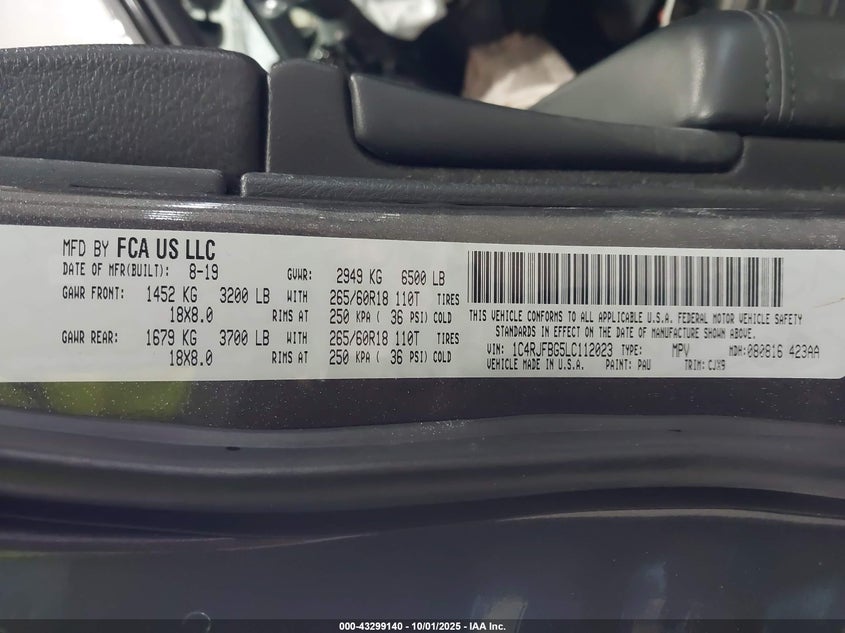 MFD BY FCA US LLC
DATE OF MFR(BUILT): 8-19 GVWR: 2949 KG 6500 LB
GAWR FRONT: 1452 KG 3200 LB WITH 265/60R18 110T TIRES
18X8.0 RIMS AT 250 KPA ( 36 PSI) COLD
GAWR REAR: 1679 KG 3700 LB WITH 265/60R18 110T TIRES
18X8.0 RIMS AT 250 KPA ( 36 PSI) COLD
THIS VEHICLE CONFORMS TO ALL APPLICABLE U.S.A. FEDERAL MOTOR VEHICLE SAFETY
STANDARDS IN EFFECT ON THE DATE OF MANUFACTURE SHOWN ABOVE.
VIN: 1C4RJFBG5LC112023 TYPE: MPV MDH:080816 423AA
VEHICLE MADE IN U.S.A. PAINT: PAU TRIM: CJX9
000-43299140 - 10/01/2025 - IAA Inc.